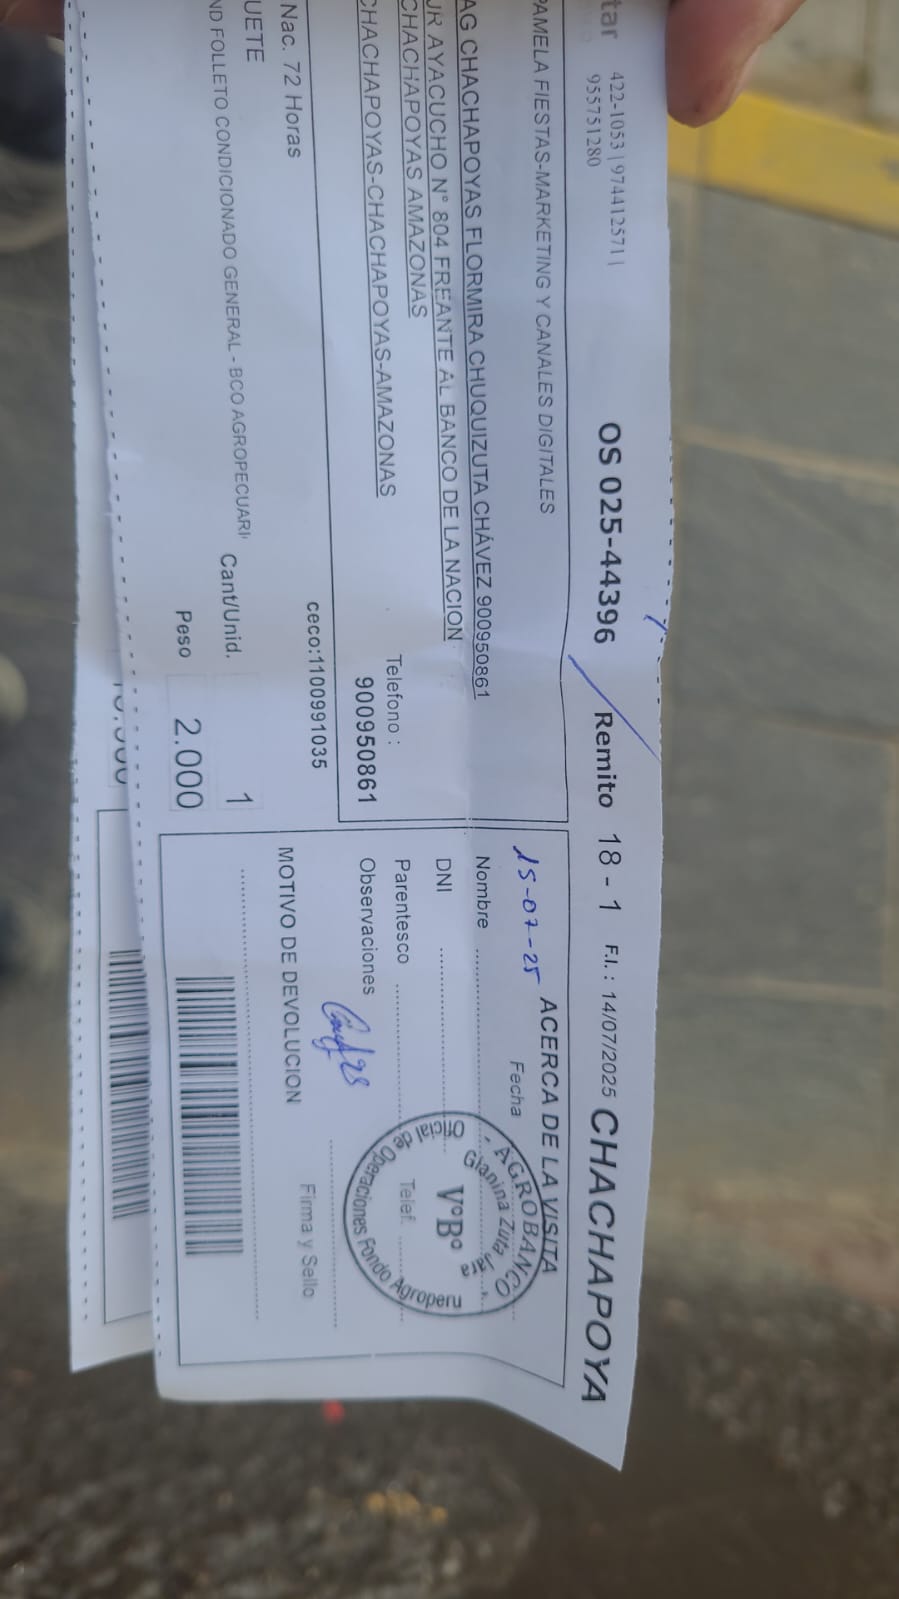 tar 422-1053 | 974412571 |
955751280
OS 025-44396 Remito 18 - 1 F.I.: 14/07/2025 CHACHAPOYA
PAMELA FIESTAS-MARKETING Y CANALES DIGITALES
AG CHACHAPOYAS FLORMIRA CHUQUIZUTA CHÁVEZ 900950861
JR AYACUCHO N° 804 FREANTE AL BANCO DE LA NACION
CHACHAPOYAS AMAZONAS
CHACHAPOYAS-CHACHAPOYAS-AMAZONAS
Telefono :
900950861
Nac. 72 Horas
ceco:1100991035
UETE
ND FOLLETO CONDICIONADO GENERAL - BCO AGROPECUARI
Cant/Unid. 1
Peso 2.000
ACERCA DE LA VISITA
15-07-25
Fecha
Nombre
DNI
Parentesco
Telef.
Observaciones
Firma y Sello
MOTIVO DE DEVOLUCION
AGROBANCO
Gianina Zuta Jara
V°B°
Oficial de Operaciones Fondo Agroperu